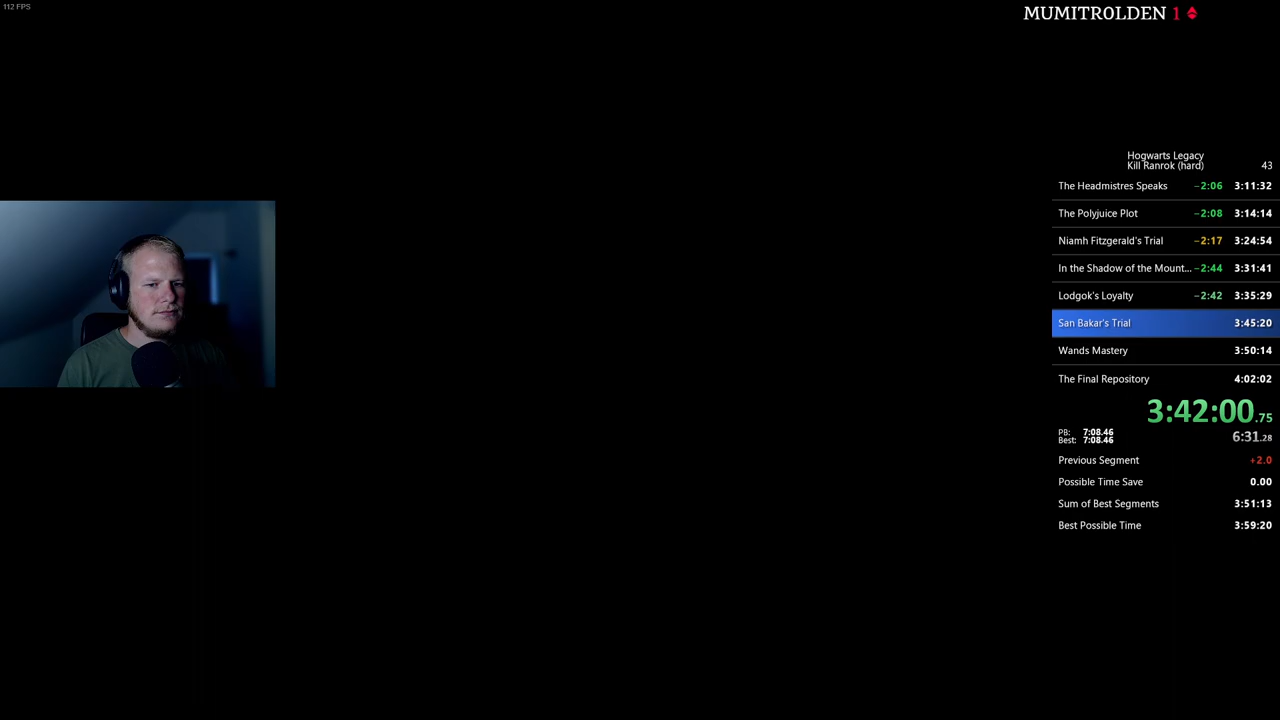 112 FPS
MUMITR0LDEN 1
Hogwarts Legacy
Kill Ranrok (hard) 43
The Headmistres Speaks −2:06 3:11:32
The Polyjuice Plot −2:08 3:14:14
Niamh Fitzgerald's Trial −2:17 3:24:54
In the Shadow of the Mount... −2:44 3:31:41
Lodgok's Loyalty −2:42 3:35:29
San Bakar's Trial 3:45:20
Wands Mastery 3:50:14
The Final Repository 4:02:02
3:42:00.75
PB: 7:08.46
Best: 7:08.46 6:31.28
Previous Segment +2.0
Possible Time Save 0.00
Sum of Best Segments 3:51:13
Best Possible Time 3:59:20